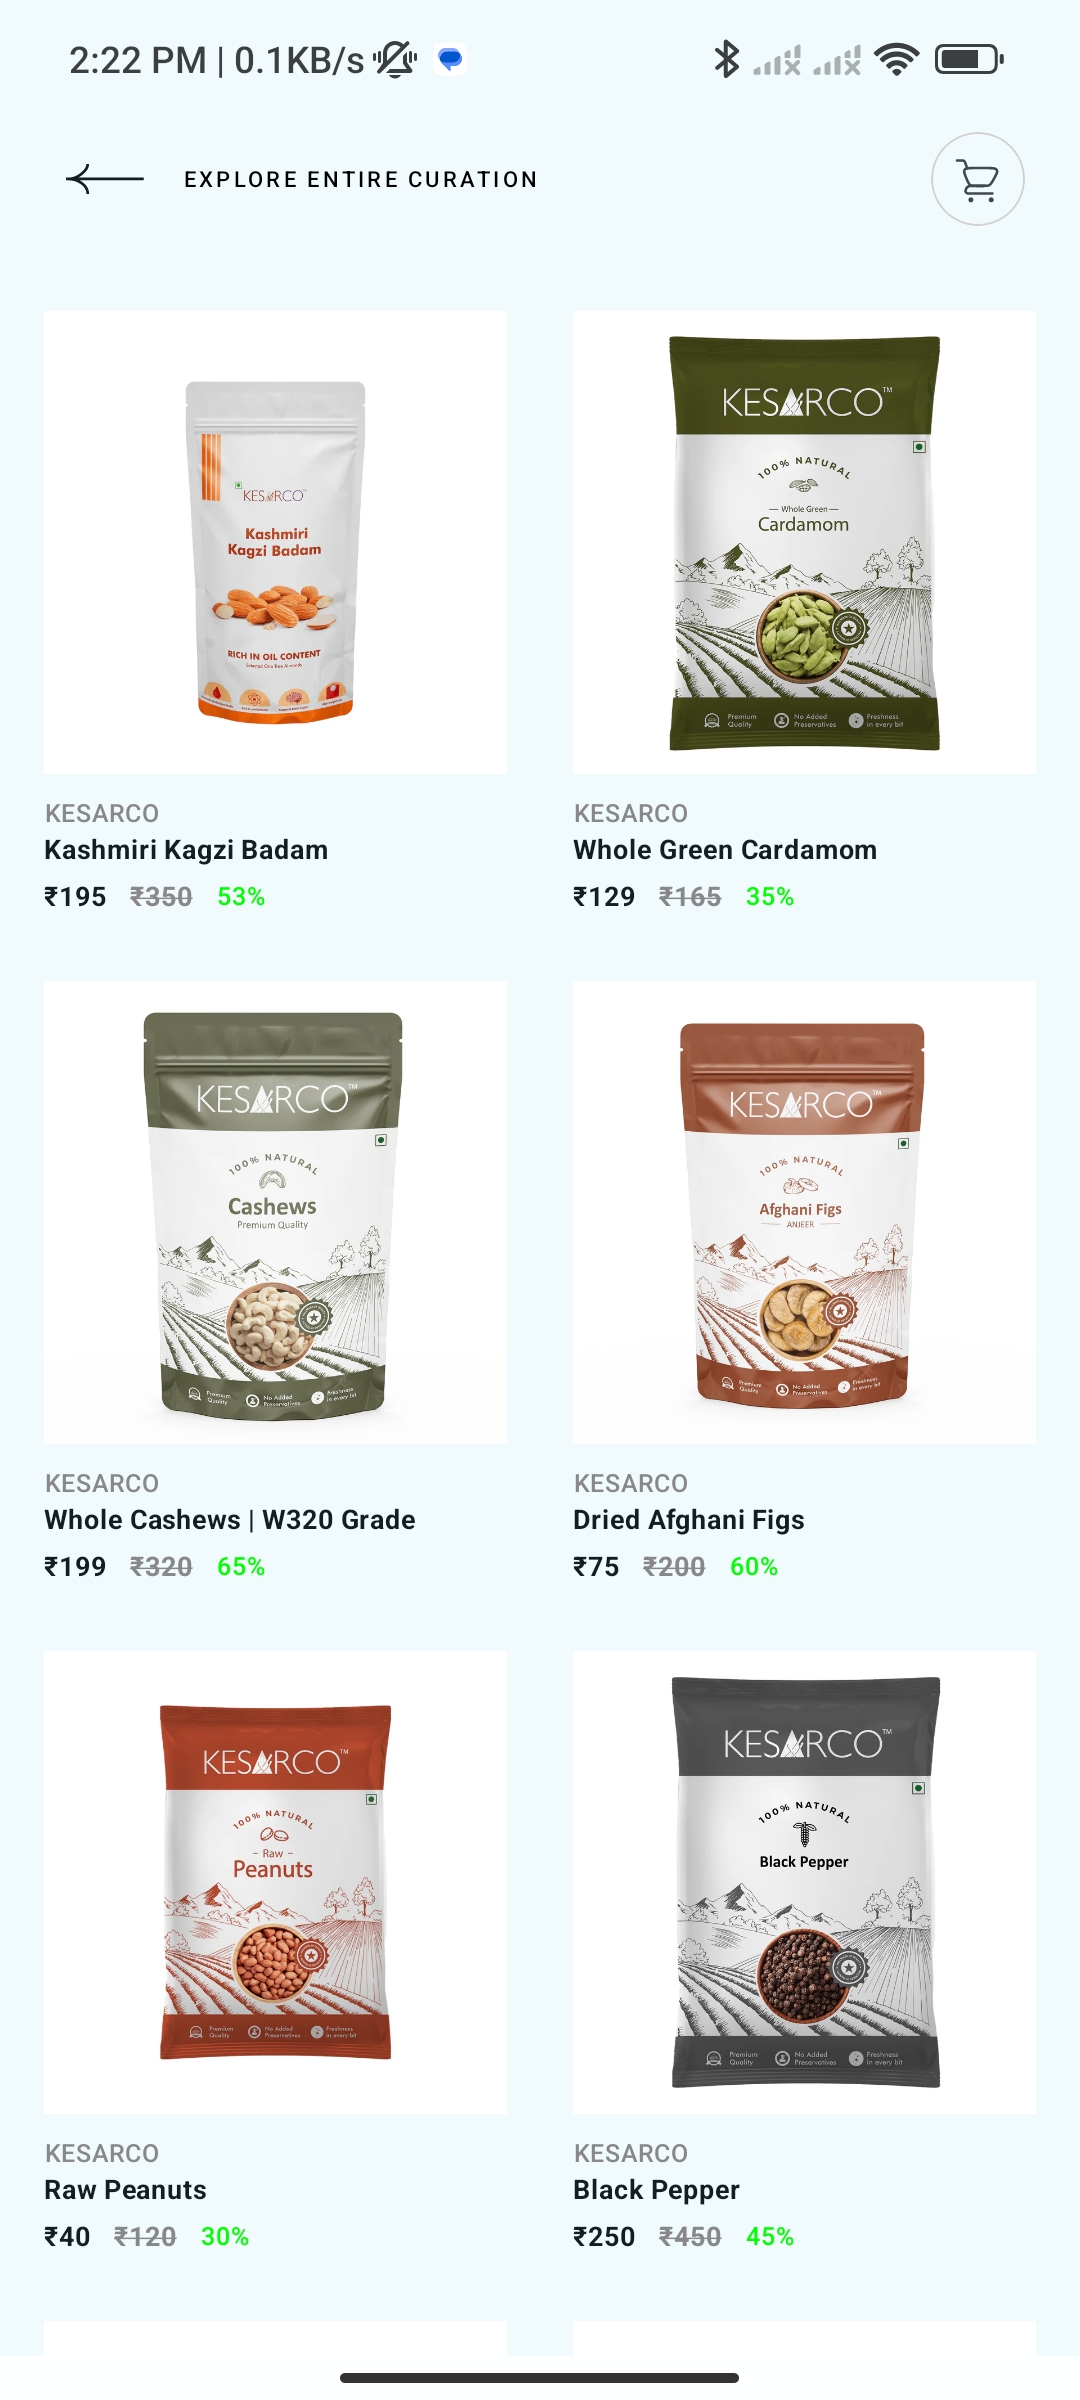 2:22 PM | 0.1KB/s
EXPLORE ENTIRE CURATION
KESARCO
Kashmiri
Kagzi Badam
RICH IN OIL CONTENT
KESARCO™
100% NATURAL
Whole Green
Cardamom
Premium Quality
No Added Preservatives
Freshness in every bit
KESARCO
Kashmiri Kagzi Badam
₹195 ₹350 53%
KESARCO
Whole Green Cardamom
₹129 ₹165 35%
KESARCO™
100% NATURAL
Cashews
Premium Quality
Premium Quality
No Added Preservatives
Freshness in every bit
KESARCO™
100% NATURAL
Afghani Figs
ANJEER
Premium Quality
No Added Preservatives
Freshness in every bit
KESARCO
Whole Cashews | W320 Grade
₹199 ₹320 65%
KESARCO
Dried Afghani Figs
₹75 ₹200 60%
KESARCO™
100% NATURAL
Raw
Peanuts
Premium Quality
No Added Preservatives
Freshness in every bit
KESARCO™
100% NATURAL
Black Pepper
Premium Quality
No Added Preservatives
Freshness in every bit
KESARCO
Raw Peanuts
₹40 ₹120 30%
KESARCO
Black Pepper
₹250 ₹450 45%